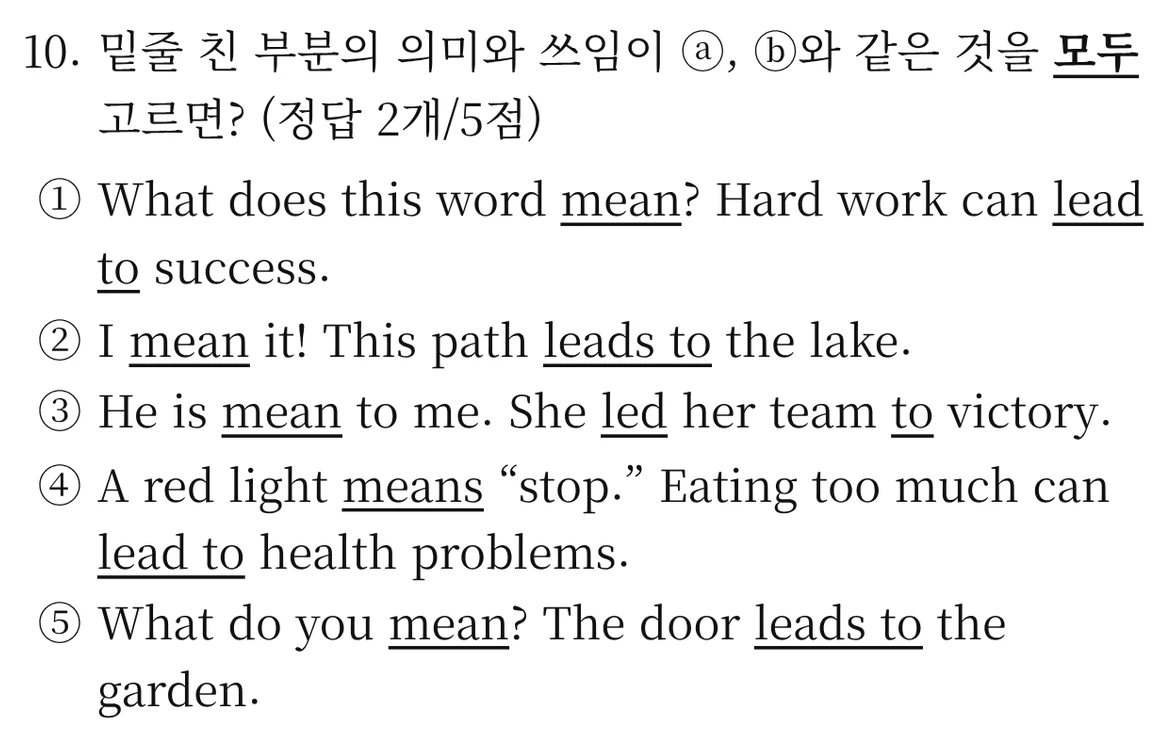 10. 밑줄 친 부분의 의미와 쓰임이 ⓐ, ⓑ와 같은 것을 모두
고르면? (정답 2개/5점)
① What does this word mean? Hard work can lead
to success.
② I mean it! This path leads to the lake.
③ He is mean to me. She led her team to victory.
④ A red light means “stop.” Eating too much can
lead to health problems.
⑤ What do you mean? The door leads to the
garden.